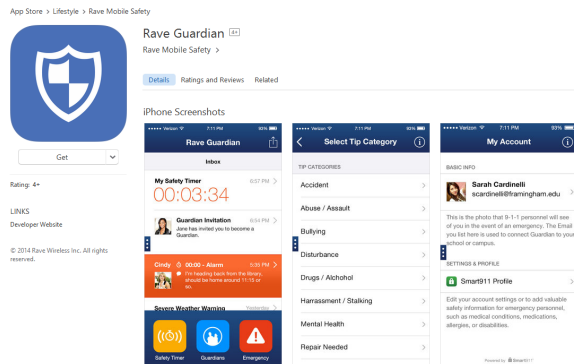 App Store > Lifestyle > Rave Mobile Safety
Rave Guardian 4+
Rave Mobile Safety >
Details Ratings and Reviews Related
iPhone Screenshots
Get
Rating: 4+
LINKS
Developer Website
© 2014 Rave Wireless Inc. All rights
reserved.
Verizon 7:11 PM 93%
Rave Guardian
Inbox
My Safety Timer 6:57 PM >
00:03:34
Guardian Invitation 6:54 PM >
Jane has invited you to become a
Guardian.
Cindy 00:00 - Alarm 5:35 PM >
I'm heading back from the library,
should be home around 11:15 or
so.
Severe Weather Warning Yesterday >
Safety Timer Guardians Emergency
Verizon 7:11 PM 93%
Select Tip Category
TIP CATEGORIES
Accident
Abuse / Assault
Bullying
Disturbance
Drugs / Alchohol
Harrassment / Stalking
Mental Health
Repair Needed
Verizon 7:11 PM 93%
My Account
BASIC INFO
Sarah Cardinelli
scardinelli@framingham.edu
This is the photo that 9-1-1 personnel will see
of you in the event of an emergency. The Email
you list here is used to connect Guardian to your
school or campus.
SETTINGS & PROFILE
Smart911 Profile
Edit your account settings or to add valuable
safety information for emergency personnel,
such as medical conditions, medications,
allergies, or disabilities.
Powered by Smart911